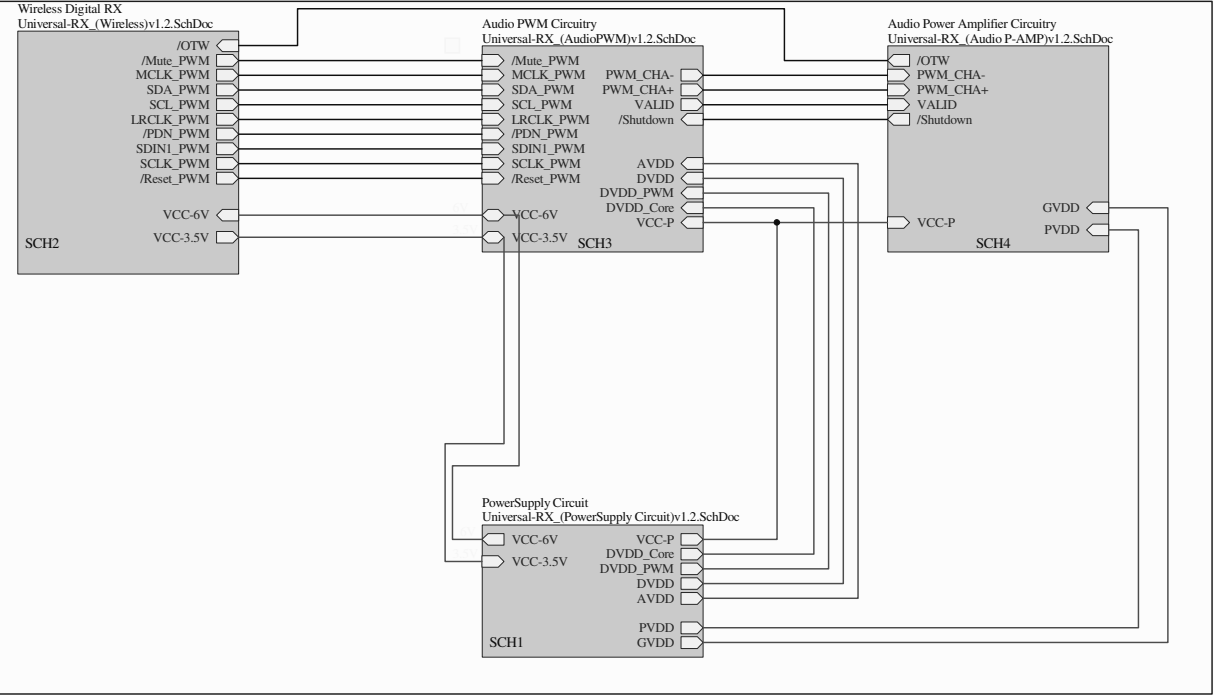 Wireless Digital RX
Universal-RX_(Wireless)v1.2.SchDoc
/OTW
/Mute_PWM
MCLK_PWM
SDA_PWM
SCL_PWM
LRCLK_PWM
/PDN_PWM
SDIN1_PWM
SCLK_PWM
/Reset_PWM
VCC-6V
VCC-3.5V
SCH2
Audio PWM Circuitry
Universal-RX_(AudioPWM)v1.2.SchDoc
/Mute_PWM
MCLK_PWM
SDA_PWM
SCL_PWM
LRCLK_PWM
/PDN_PWM
SDIN1_PWM
SCLK_PWM
/Reset_PWM
VCC-6V
VCC-3.5V
PWM_CHA-
PWM_CHA+
VALID
/Shutdown
AVDD
DVDD
DVDD_PWM
DVDD_Core
VCC-P
SCH3
Audio Power Amplifier Circuitry
Universal-RX_(Audio P-AMP)v1.2.SchDoc
/OTW
PWM_CHA-
PWM_CHA+
VALID
/Shutdown
VCC-P
GVDD
PVDD
SCH4
PowerSupply Circuit
Universal-RX_(PowerSupply Circuit)v1.2.SchDoc
VCC-6V
VCC-3.5V
VCC-P
DVDD_Core
DVDD_PWM
DVDD
AVDD
PVDD
GVDD
SCH1